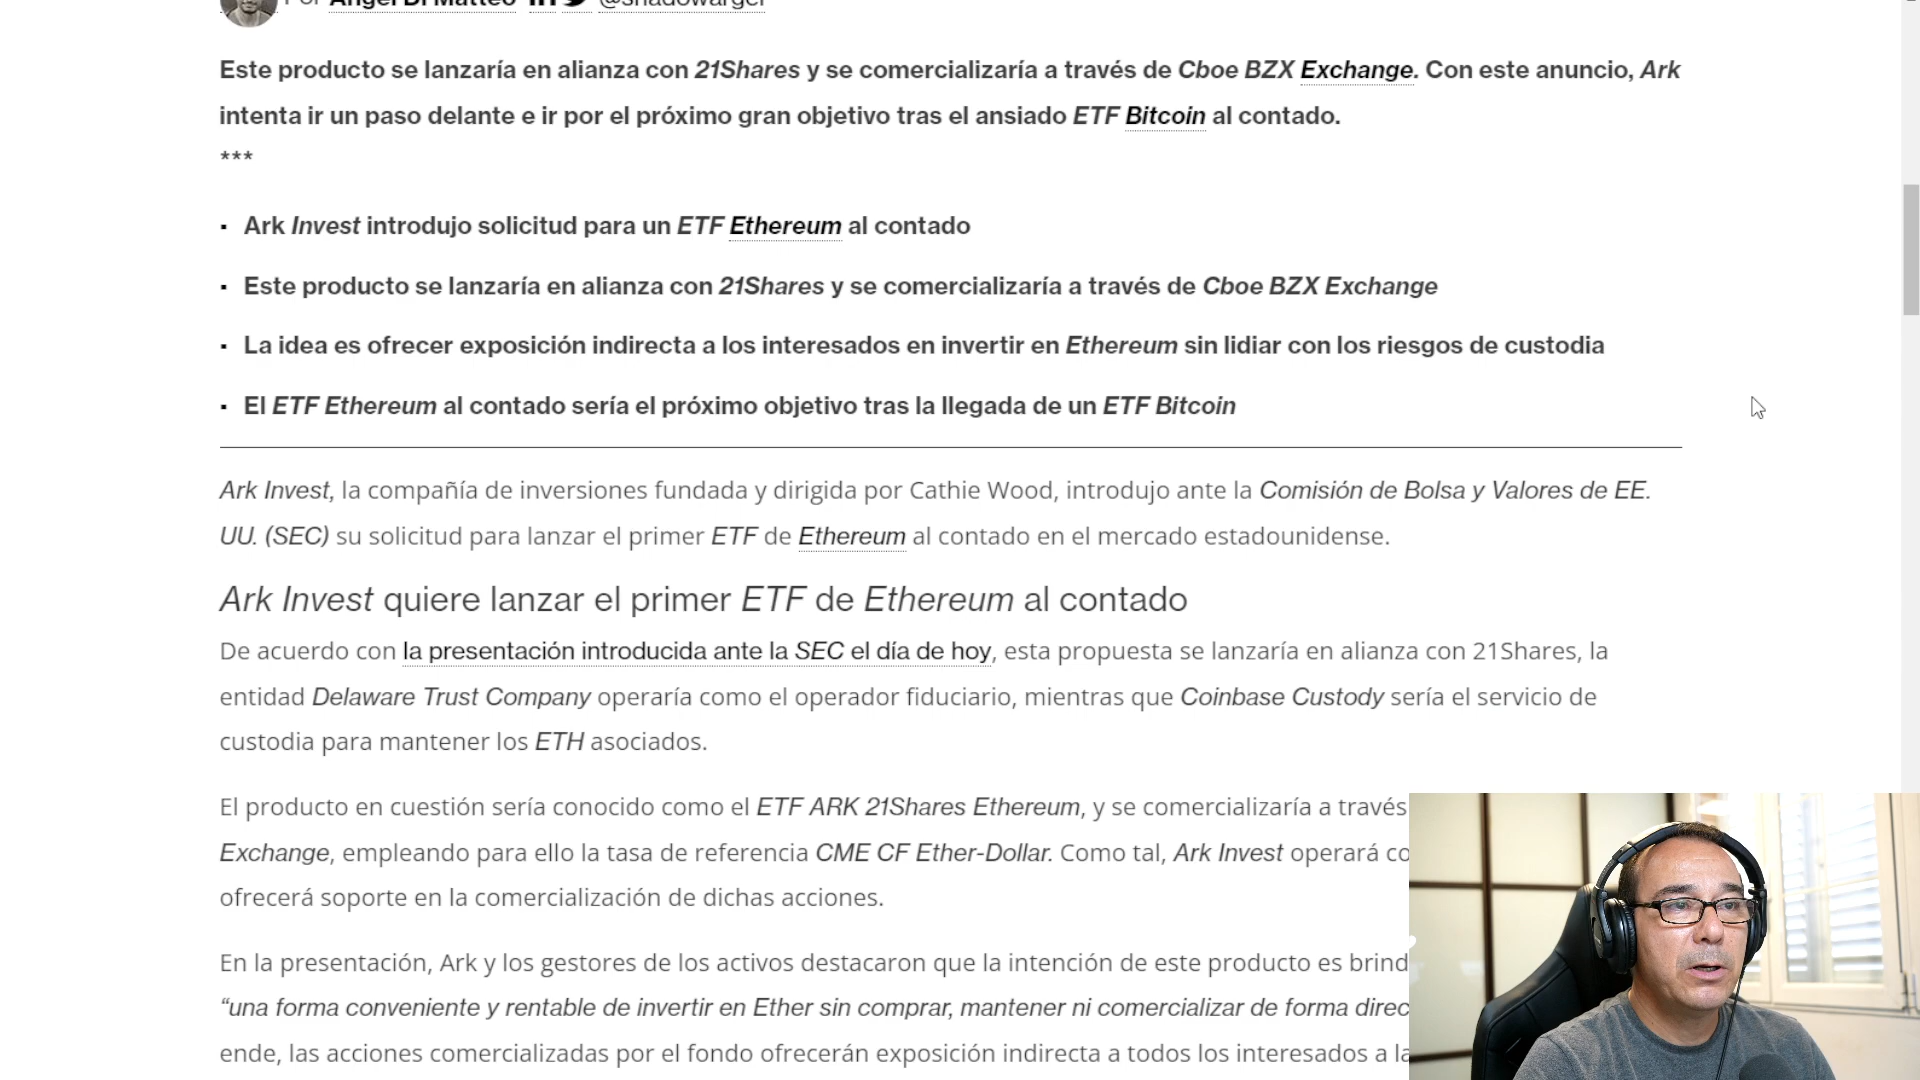 Por Angel Di Matteo @shadowargel
Este producto se lanzaría en alianza con 21Shares y se comercializaría a través de Cboe BZX Exchange. Con este anuncio, Ark
intenta ir un paso delante e ir por el próximo gran objetivo tras el ansiado ETF Bitcoin al contado.
***
Ark Invest introdujo solicitud para un ETF Ethereum al contado
Este producto se lanzaría en alianza con 21Shares y se comercializaría a través de Cboe BZX Exchange
La idea es ofrecer exposición indirecta a los interesados en invertir en Ethereum sin lidiar con los riesgos de custodia
El ETF Ethereum al contado sería el próximo objetivo tras la llegada de un ETF Bitcoin
Ark Invest, la compañía de inversiones fundada y dirigida por Cathie Wood, introdujo ante la Comisión de Bolsa y Valores de EE.
UU. (SEC) su solicitud para lanzar el primer ETF de Ethereum al contado en el mercado estadounidense.
Ark Invest quiere lanzar el primer ETF de Ethereum al contado
De acuerdo con la presentación introducida ante la SEC el día de hoy, esta propuesta se lanzaría en alianza con 21Shares, la
entidad Delaware Trust Company operaría como el operador fiduciario, mientras que Coinbase Custody sería el servicio de
custodia para mantener los ETH asociados.
El producto en cuestión sería conocido como el ETF ARK 21Shares Ethereum, y se comercializaría a través
Exchange, empleando para ello la tasa de referencia CME CF Ether-Dollar. Como tal, Ark Invest operará co
ofrecerá soporte en la comercialización de dichas acciones.
En la presentación, Ark y los gestores de los activos destacaron que la intención de este producto es brind
“una forma conveniente y rentable de invertir en Ether sin comprar, mantener ni comercializar de forma direc
ende, las acciones comercializadas por el fondo ofrecerán exposición indirecta a todos los interesados a la